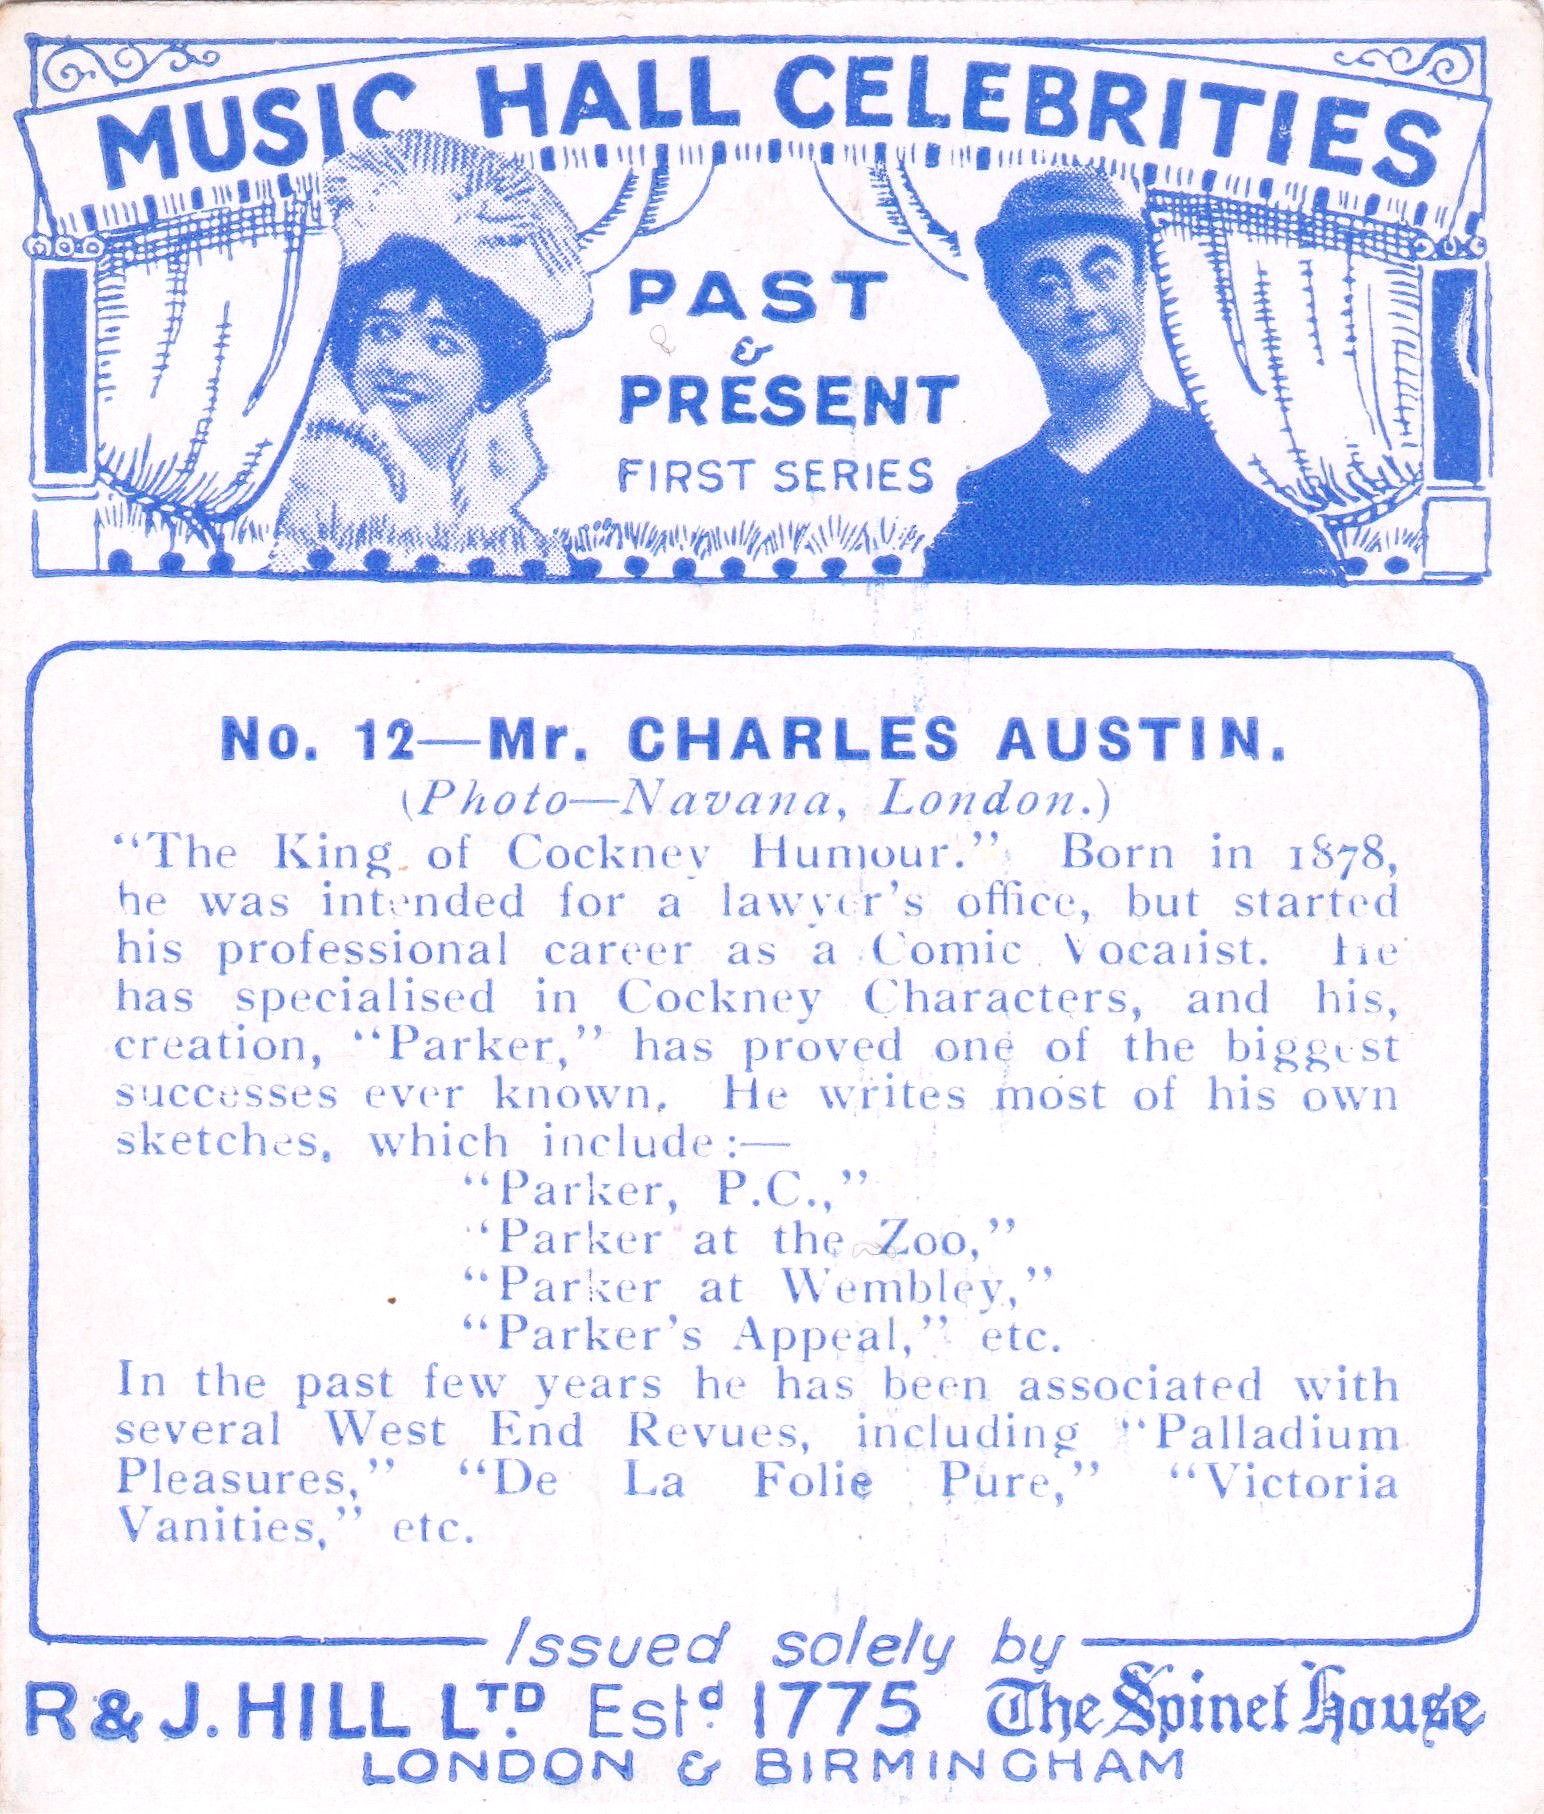 MUSIC HALL CELEBRITIES
PAST
&
PRESENT
FIRST SERIES
No. 12—Mr. CHARLES AUSTIN.
(Photo—Navana, London.)
"The King of Cockney Humour." Born in 1878,
he was intended for a lawyer's office, but started
his professional career as a Comic Vocalist. He
has specialised in Cockney Characters, and his,
creation, "Parker," has proved one of the biggest
successes ever known. He writes most of his own
sketches, which include:—
"Parker, P.C.,"
"Parker at the Zoo,"
"Parker at Wembley,"
"Parker's Appeal," etc.
In the past few years he has been associated with
several West End Revues, including "Palladium
Pleasures," "De La Folie Pure," "Victoria
Vanities," etc.
Issued solely by
R & J. HILL LTD. Estd. 1775 The Spinet House
LONDON & BIRMINGHAM